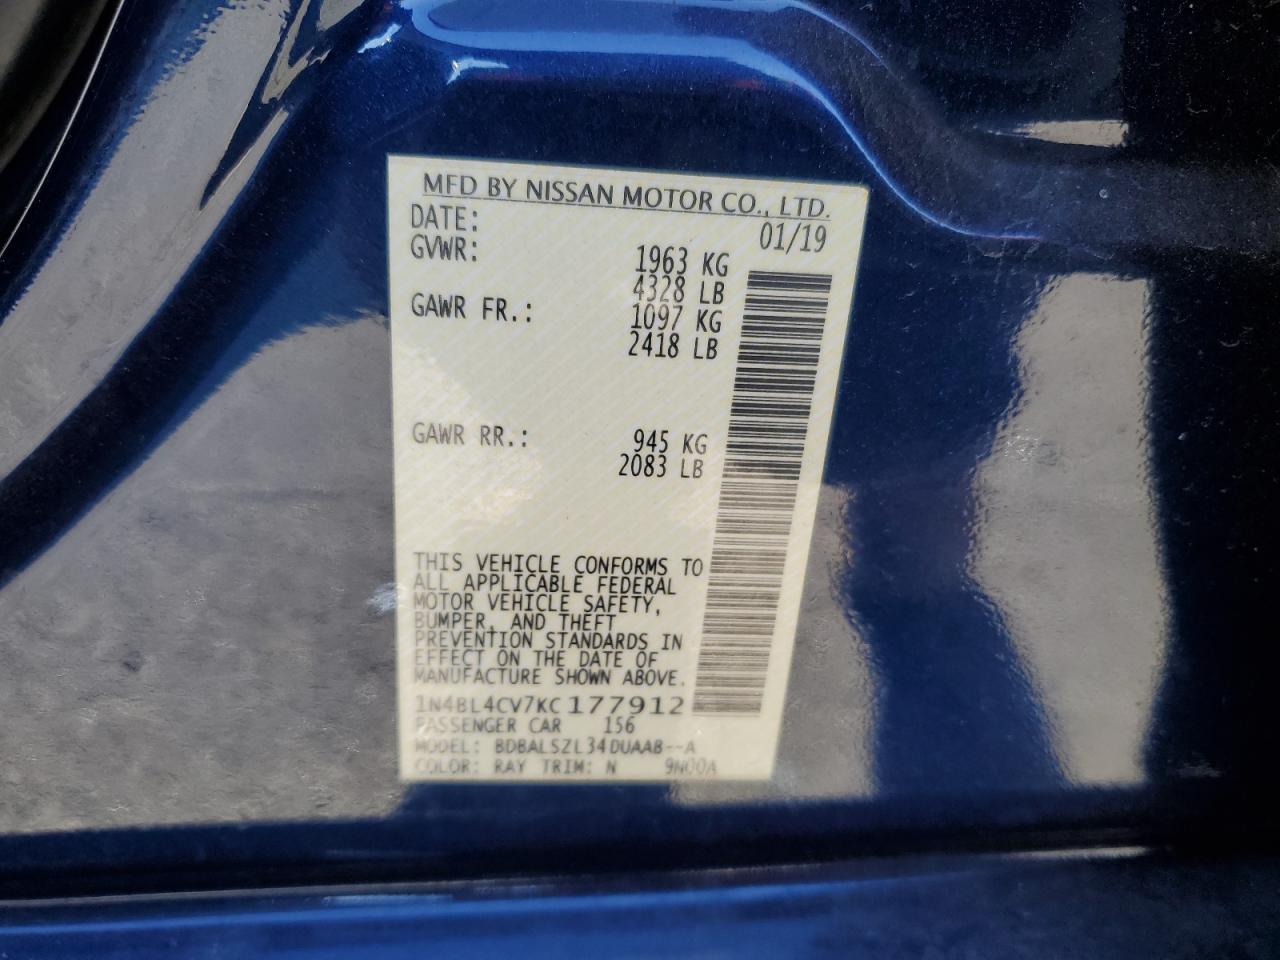 MFD BY NISSAN MOTOR CO., LTD.
DATE: 01/19
GVWR: 1963 KG
4328 LB
GAWR FR.: 1097 KG
2418 LB
GAWR RR.: 945 KG
2083 LB
THIS VEHICLE CONFORMS TO
ALL APPLICABLE FEDERAL
MOTOR VEHICLE SAFETY,
BUMPER, AND THEFT
PREVENTION STANDARDS IN
EFFECT ON THE DATE OF
MANUFACTURE SHOWN ABOVE.
1N4BL4CV7KC177912
PASSENGER CAR 156
MODEL: BDBALSZL34DUAAB--A
COLOR: RAY TRIM: N 9N00A